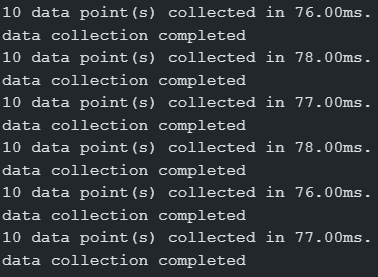 10 data point(s) collected in 76.00ms.
data collection completed
10 data point(s) collected in 78.00ms.
data collection completed
10 data point(s) collected in 77.00ms.
data collection completed
10 data point(s) collected in 78.00ms.
data collection completed
10 data point(s) collected in 76.00ms.
data collection completed
10 data point(s) collected in 77.00ms.
data collection completed